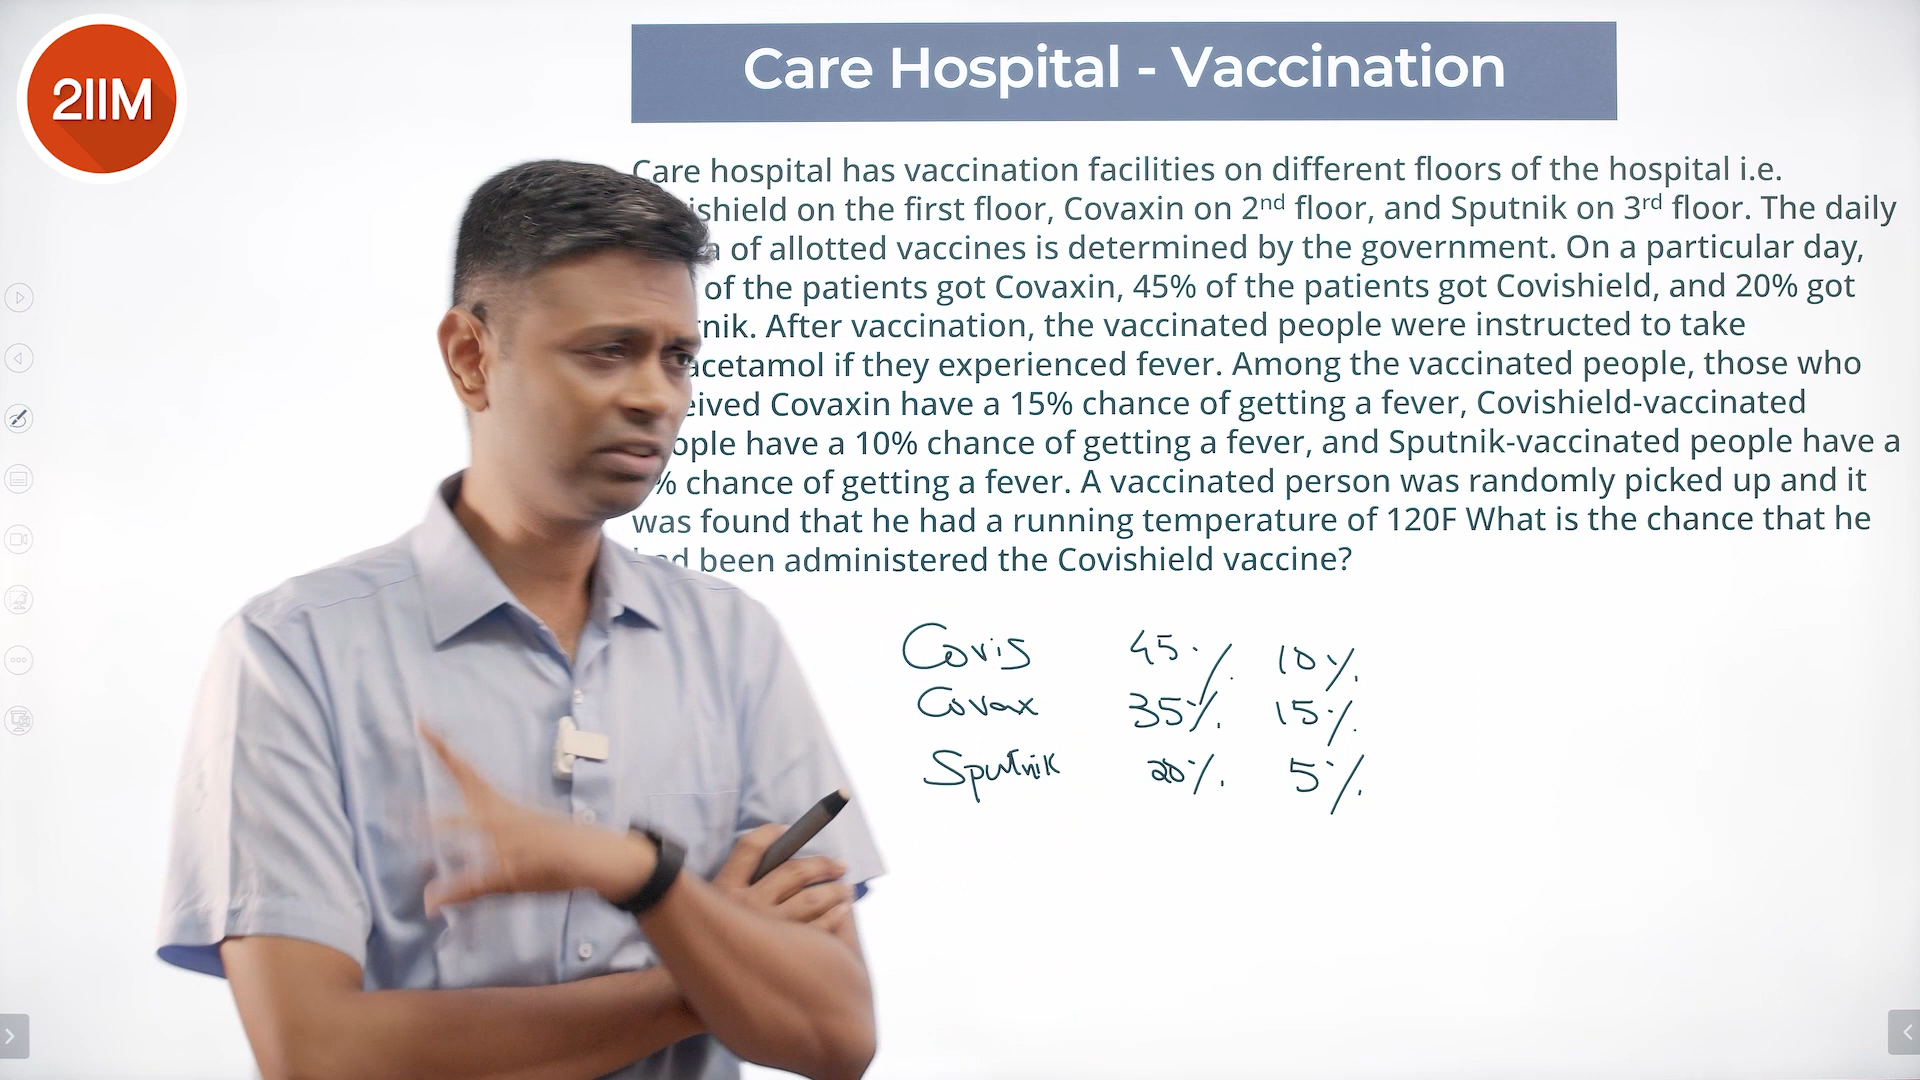 2IIM
Care Hospital - Vaccination
Care hospital has vaccination facilities on different floors of the hospital i.e.
ishield on the first floor, Covaxin on 2nd floor, and Sputnik on 3rd floor. The daily
a of allotted vaccines is determined by the government. On a particular day,
of the patients got Covaxin, 45% of the patients got Covishield, and 20% got
nik. After vaccination, the vaccinated people were instructed to take
acetamol if they experienced fever. Among the vaccinated people, those who
eived Covaxin have a 15% chance of getting a fever, Covishield-vaccinated
ople have a 10% chance of getting a fever, and Sputnik-vaccinated people have a
% chance of getting a fever. A vaccinated person was randomly picked up and it
was found that he had a running temperature of 120F What is the chance that he
had been administered the Covishield vaccine?
Covis 45% 10%
Covax 35% 15%
Sputnik 20% 5%